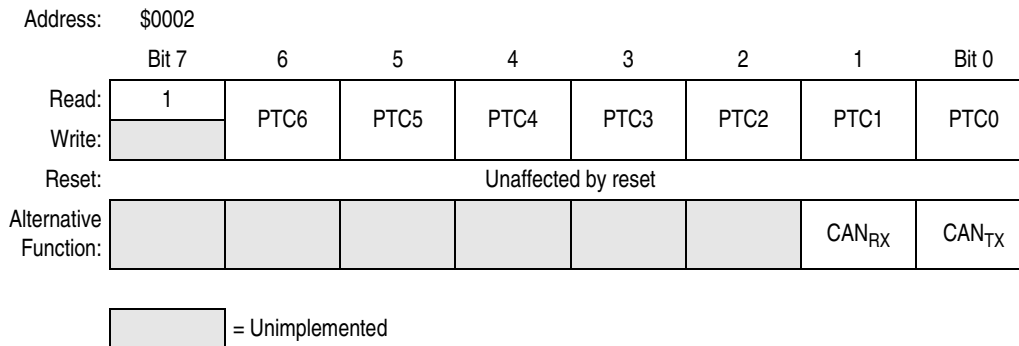 Address: $0002
Bit 7 6 5 4 3 2 1 Bit 0
Read: 1 PTC6 PTC5 PTC4 PTC3 PTC2 PTC1 PTC0
Write:
Reset: Unaffected by reset
Alternative
Function: CANRX CANTX
= Unimplemented